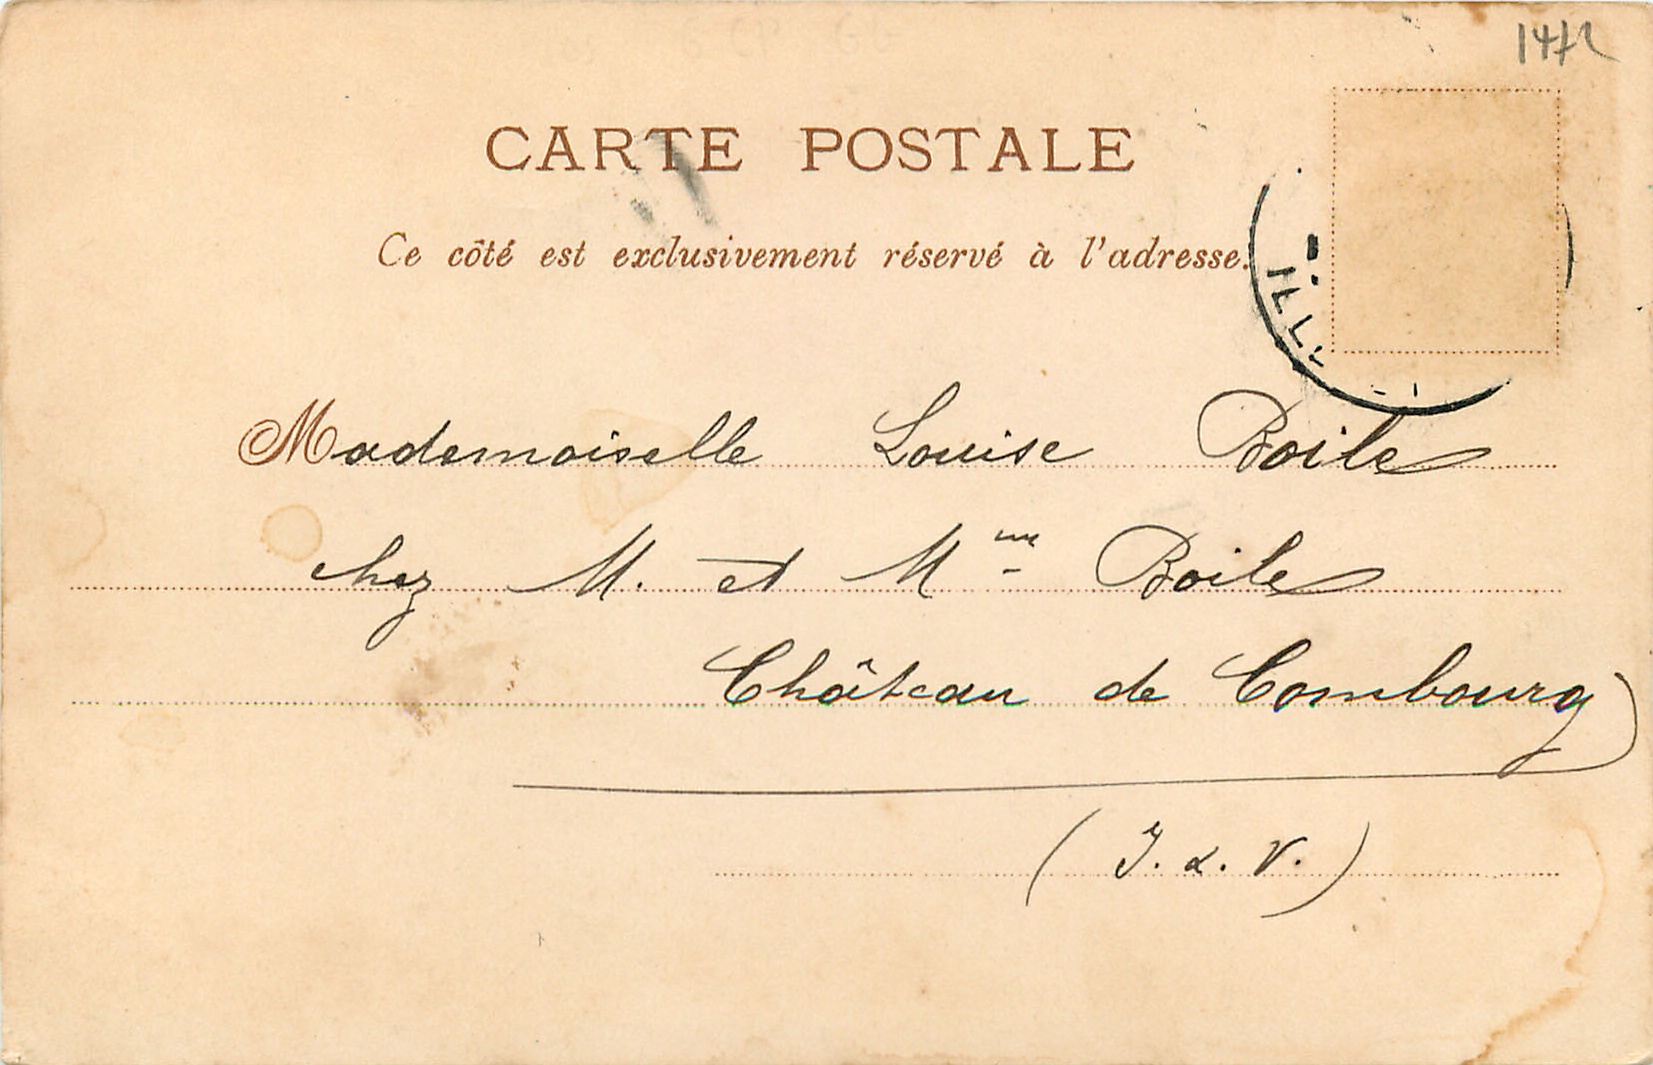 1472
CARTE POSTALE
Ce côté est exclusivement réservé à l'adresse.
ILL
Mademoiselle Louise Boile
chez M. et Mme Boile
Château de Combourg
(I. & V.)